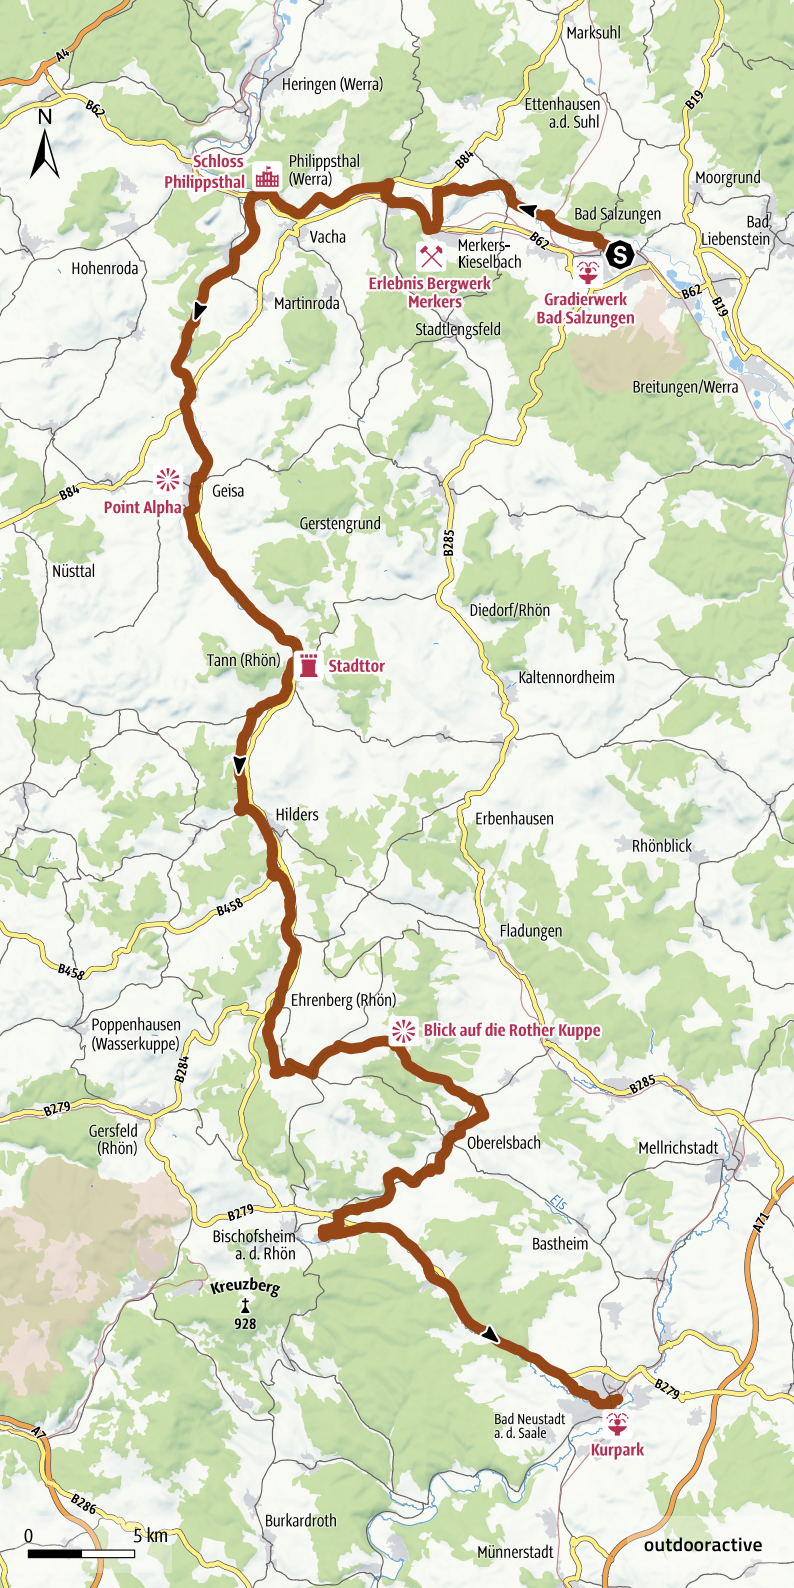 Marksuhl
A4
Heringen (Werra)
B62
B19
Ettenhausen
a.d. Suhl
N
B84
Schloss
Philippsthal
Philippsthal
(Werra)
Moorgrund
Bad Salzungen
Bad
Liebenstein
Vacha
B62
Merkers-
Kieselbach
S
Hohenroda
Erlebnis Bergwerk
Merkers
Gradierwerk
Bad Salzungen
B62
B19
Martinroda
Stadtlengsfeld
Breitungen/Werra
B84
Geisa
Point Alpha
Gerstengrund
B285
Nüsttal
Diedorf/Rhön
Tann (Rhön)
Stadttor
Kaltennordheim
Hilders
Erbenhausen
Rhönblick
B458
Fladungen
B458
Ehrenberg (Rhön)
Poppenhausen
(Wasserkuppe)
Blick auf die Rother Kuppe
B284
B285
B279
Gersfeld
(Rhön)
Oberelsbach
Mellrichstadt
Els
B279
A71
Bischofsheim
a. d. Rhön
Bastheim
Kreuzberg
928
B279
Bad Neustadt
a. d. Saale
A7
Kurpark
B286
Burkardroth
0 5 km
Münnerstadt
outdooractive